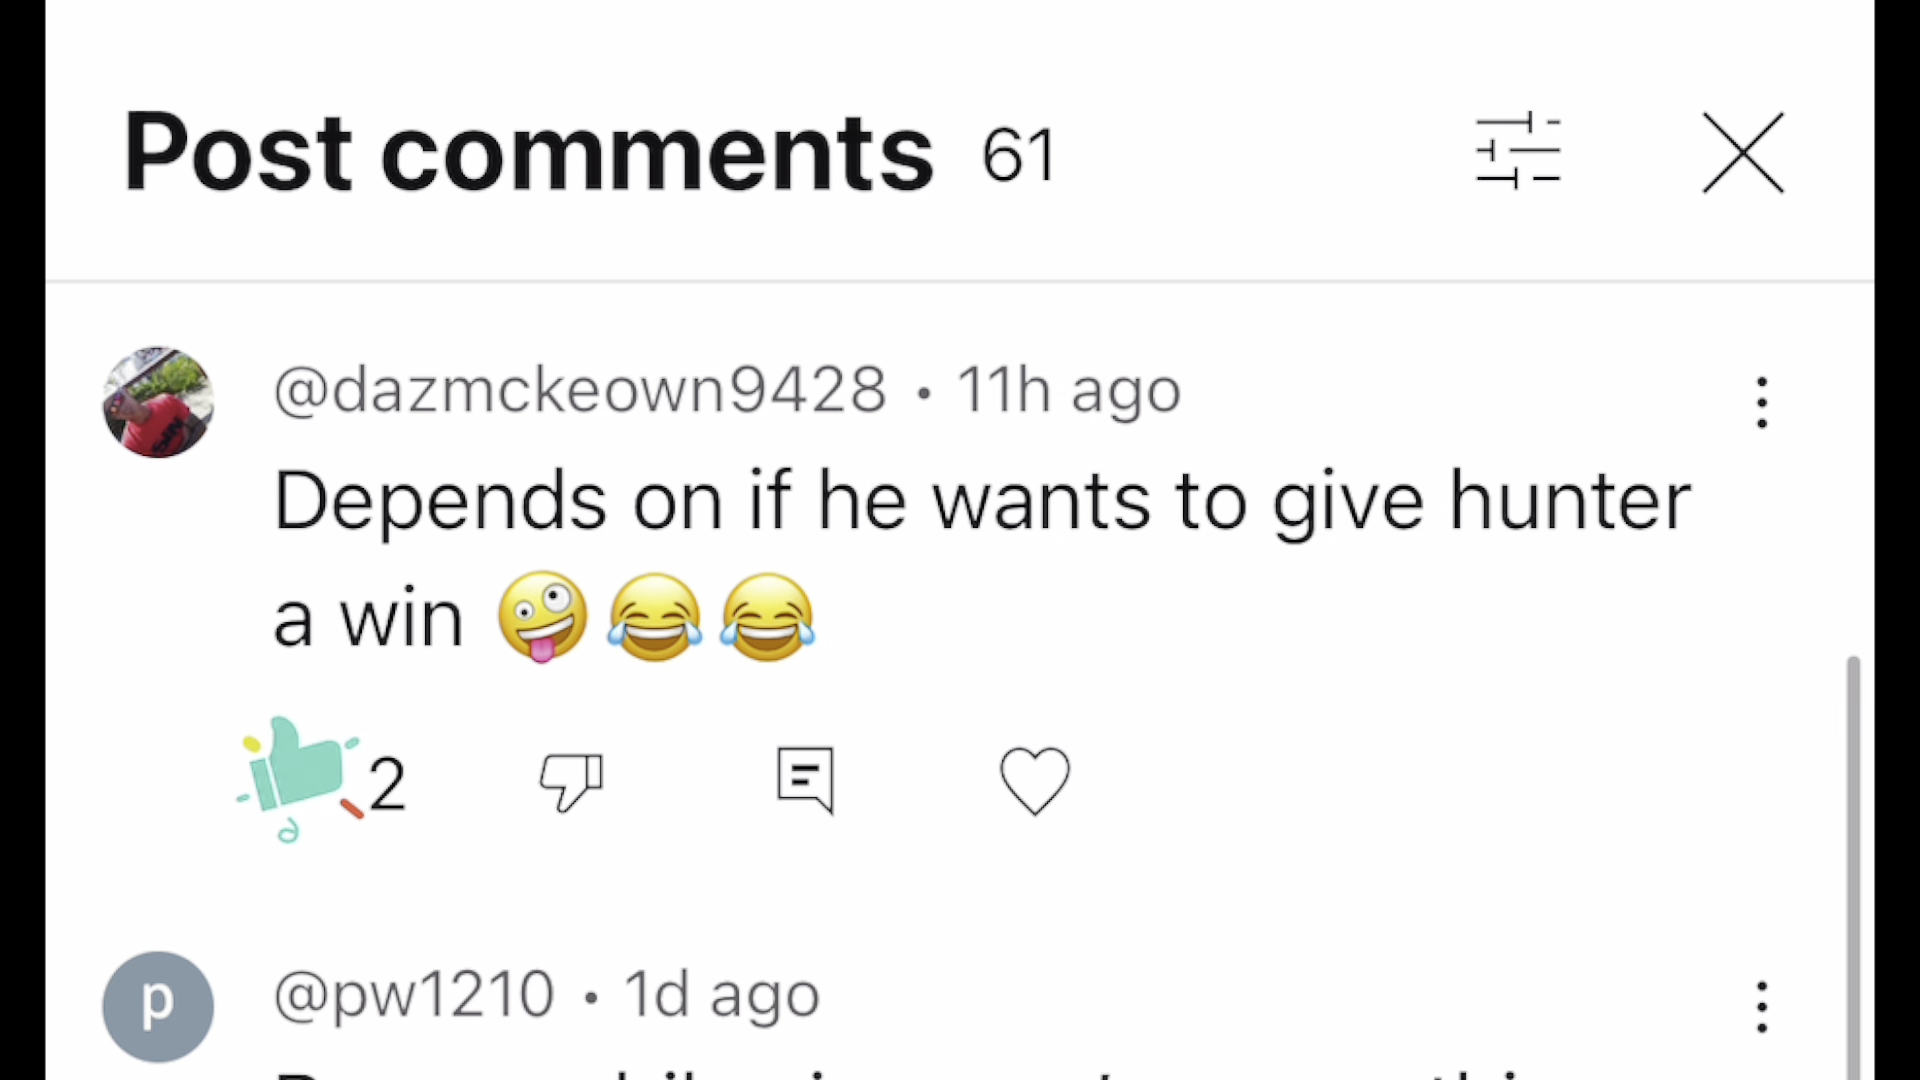 Post comments 61
@dazmckeown9428 • 11h ago
Depends on if he wants to give hunter
a win 🤪😂😂
2
p
@pw1210 • 1d ago